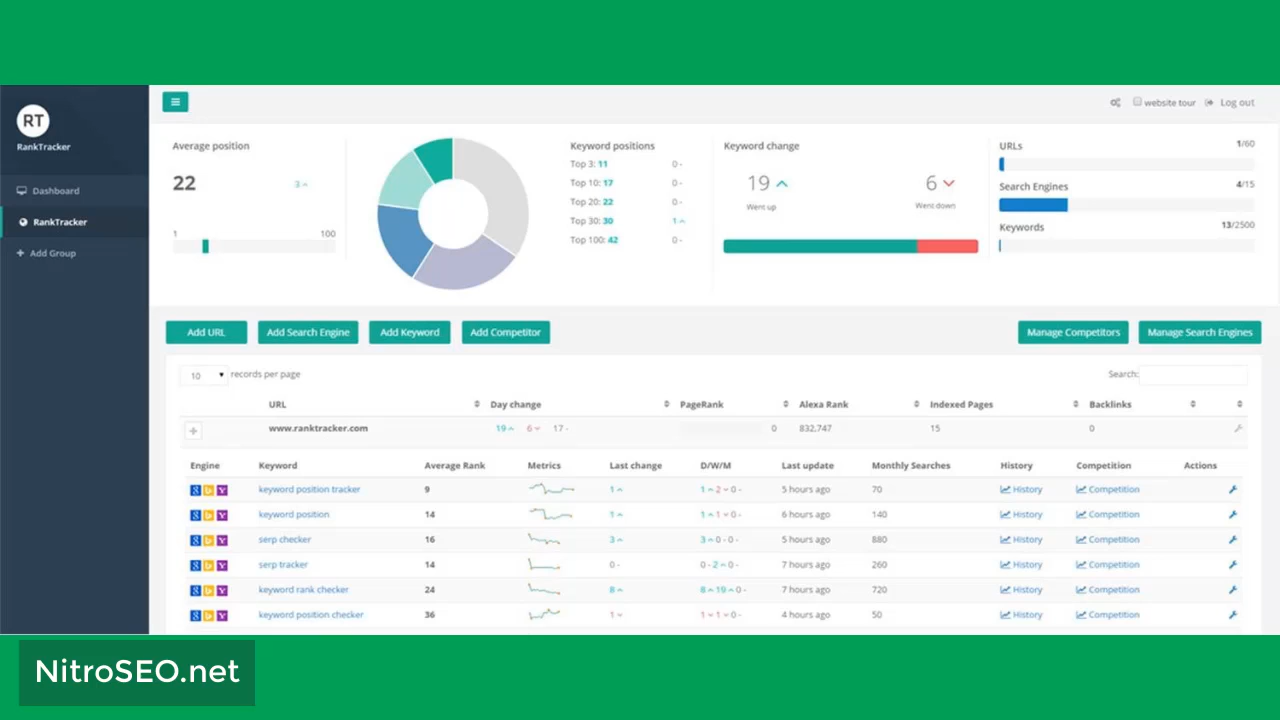 RT
RankTracker
website tour Log out
Dashboard
RankTracker
Add Group
Average position
22 3
1 100
Keyword positions
Top 3: 11 0 -
Top 10: 17 0 -
Top 20: 22 0 -
Top 30: 30 1
Top 100: 42 0 -
Keyword change
19 6
Went up Went down
URLs 1/60
Search Engines 4/15
Keywords 13/2500
Add URL Add Search Engine Add Keyword Add Competitor Manage Competitors Manage Search Engines
10 records per page Search:
URL Day change PageRank Alexa Rank Indexed Pages Backlinks
+ www.ranktracker.com 19 6 17 - 0 832,747 15 0
Engine Keyword Average Rank Metrics Last change D/W/M Last update Monthly Searches History Competition Actions
keyword position tracker 9 1 1 2 0 - 5 hours ago 70 History Competition
keyword position 14 1 1 1 0 - 6 hours ago 140 History Competition
serp checker 16 3 3 0 - 0 - 5 hours ago 880 History Competition
serp tracker 14 0 - 0 - 2 0 - 7 hours ago 260 History Competition
keyword rank checker 24 8 8 19 0 - 7 hours ago 720 History Competition
keyword position checker 36 1 1 1 0 - 4 hours ago 50 History Competition
NitroSEO.net